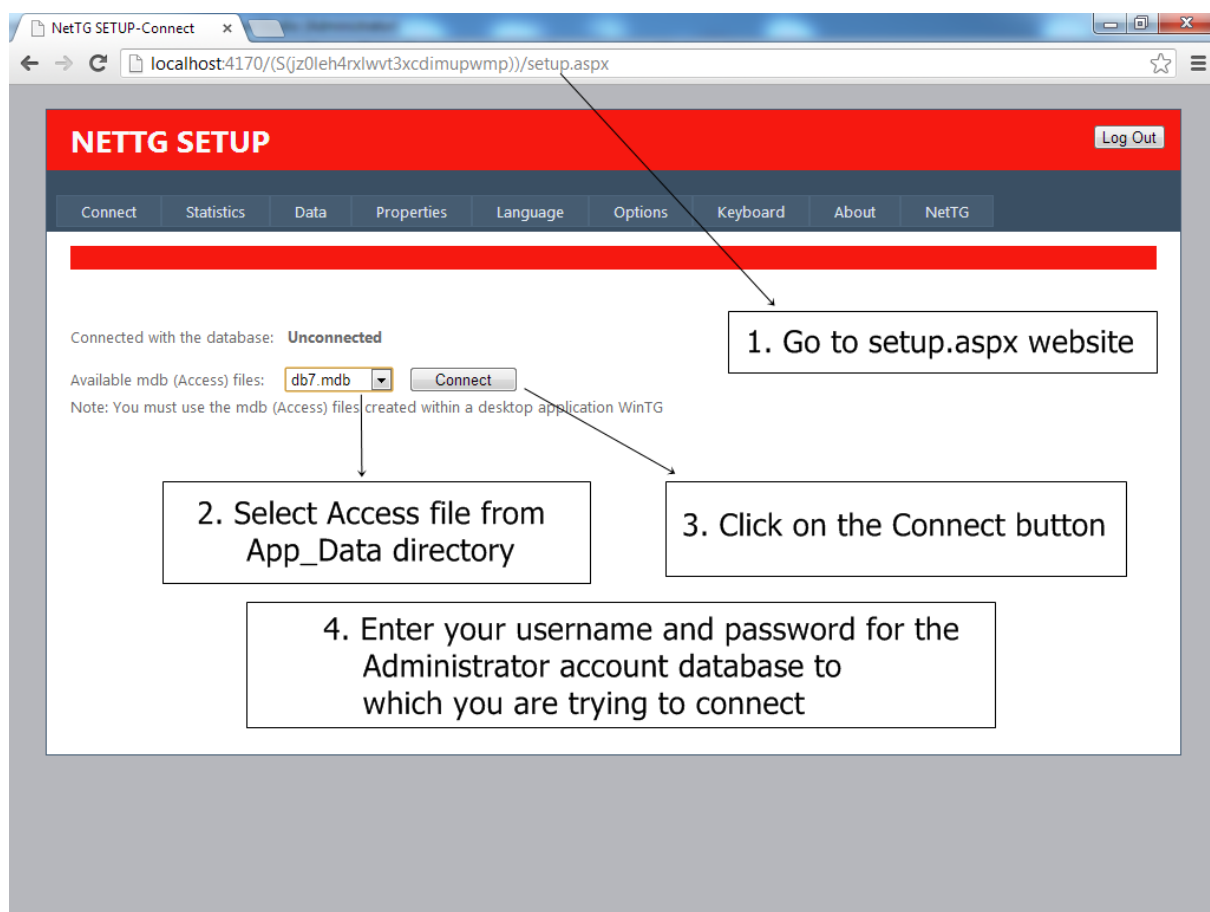 NetTG SETUP-Connect
localhost:4170/(S(jz0leh4rxlwvt3xcdimupwmp))/setup.aspx
NETTG SETUP
Log Out
Connect Statistics Data Properties Language Options Keyboard About NetTG
1. Go to setup.aspx website
Connected with the database: Unconnected
Available mdb (Access) files: db7.mdb Connect
Note: You must use the mdb (Access) files created within a desktop application WinTG
2. Select Access file from
App_Data directory
3. Click on the Connect button
4. Enter your username and password for the
Administrator account database to
which you are trying to connect